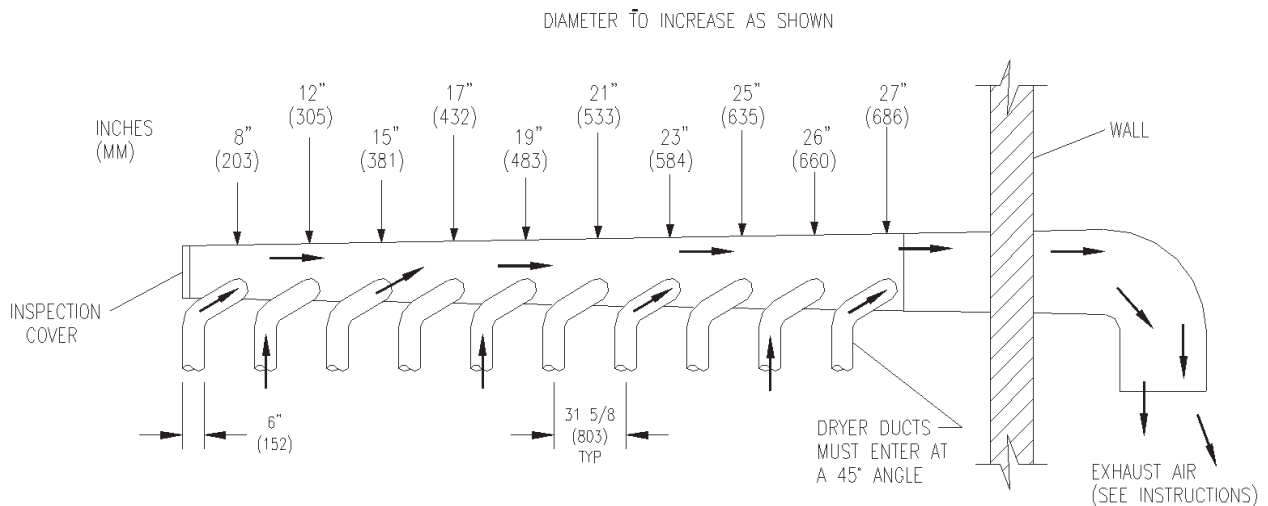 DIAMETER TO INCREASE AS SHOWN
INCHES
(MM)
8"
(203)
12"
(305)
15"
(381)
17"
(432)
19"
(483)
21"
(533)
23"
(584)
25"
(635)
26"
(660)
27"
(686)
WALL
INSPECTION
COVER
6"
(152)
31 5/8
(803)
TYP
DRYER DUCTS
MUST ENTER AT
A 45° ANGLE
EXHAUST AIR
(SEE INSTRUCTIONS)